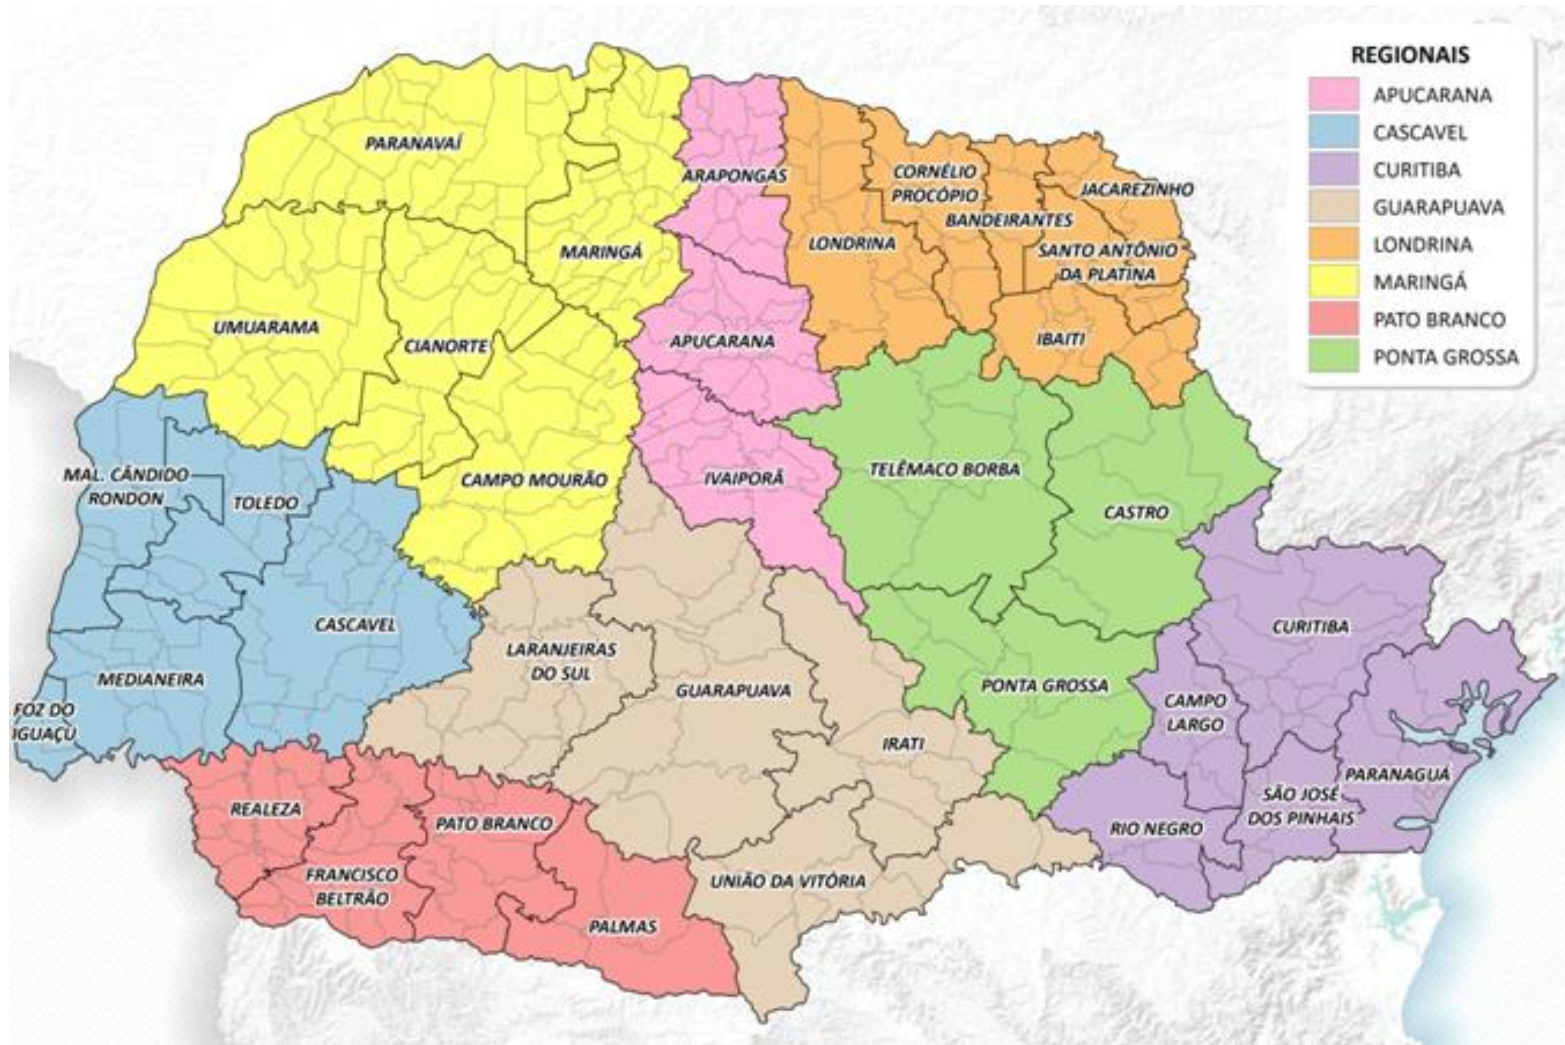 REGIONAIS
APUCARANA
CASCAVEL
CURITIBA
GUARAPUAVA
LONDRINA
MARINGÁ
PATO BRANCO
PONTA GROSSA
PARANAVAÍ
ARAPONGAS
CORNÉLIO
PROCÓPIO
JACAREZINHO
BANDEIRANTES
LONDRINA
MARINGÁ
SANTO ANTÔNIO
DA PLATINA
UMUARAMA
CIANORTE
APUCARANA
IBAITI
MAL. CÂNDIDO
RONDON
TOLEDO
CAMPO MOURÃO
IVAIPORÃ
TELÊMACO BORBA
CASTRO
CASCAVEL
CURITIBA
LARANJEIRAS
DO SUL
MEDIANEIRA
GUARAPUAVA
PONTA GROSSA
CAMPO
LARGO
FOZ DO
IGUAÇU
IRATI
PARANAGUÁ
REALEZA
PATO BRANCO
SÃO JOSÉ
DOS PINHAIS
RIO NEGRO
FRANCISCO
BELTRÃO
UNIÃO DA VITÓRIA
PALMAS